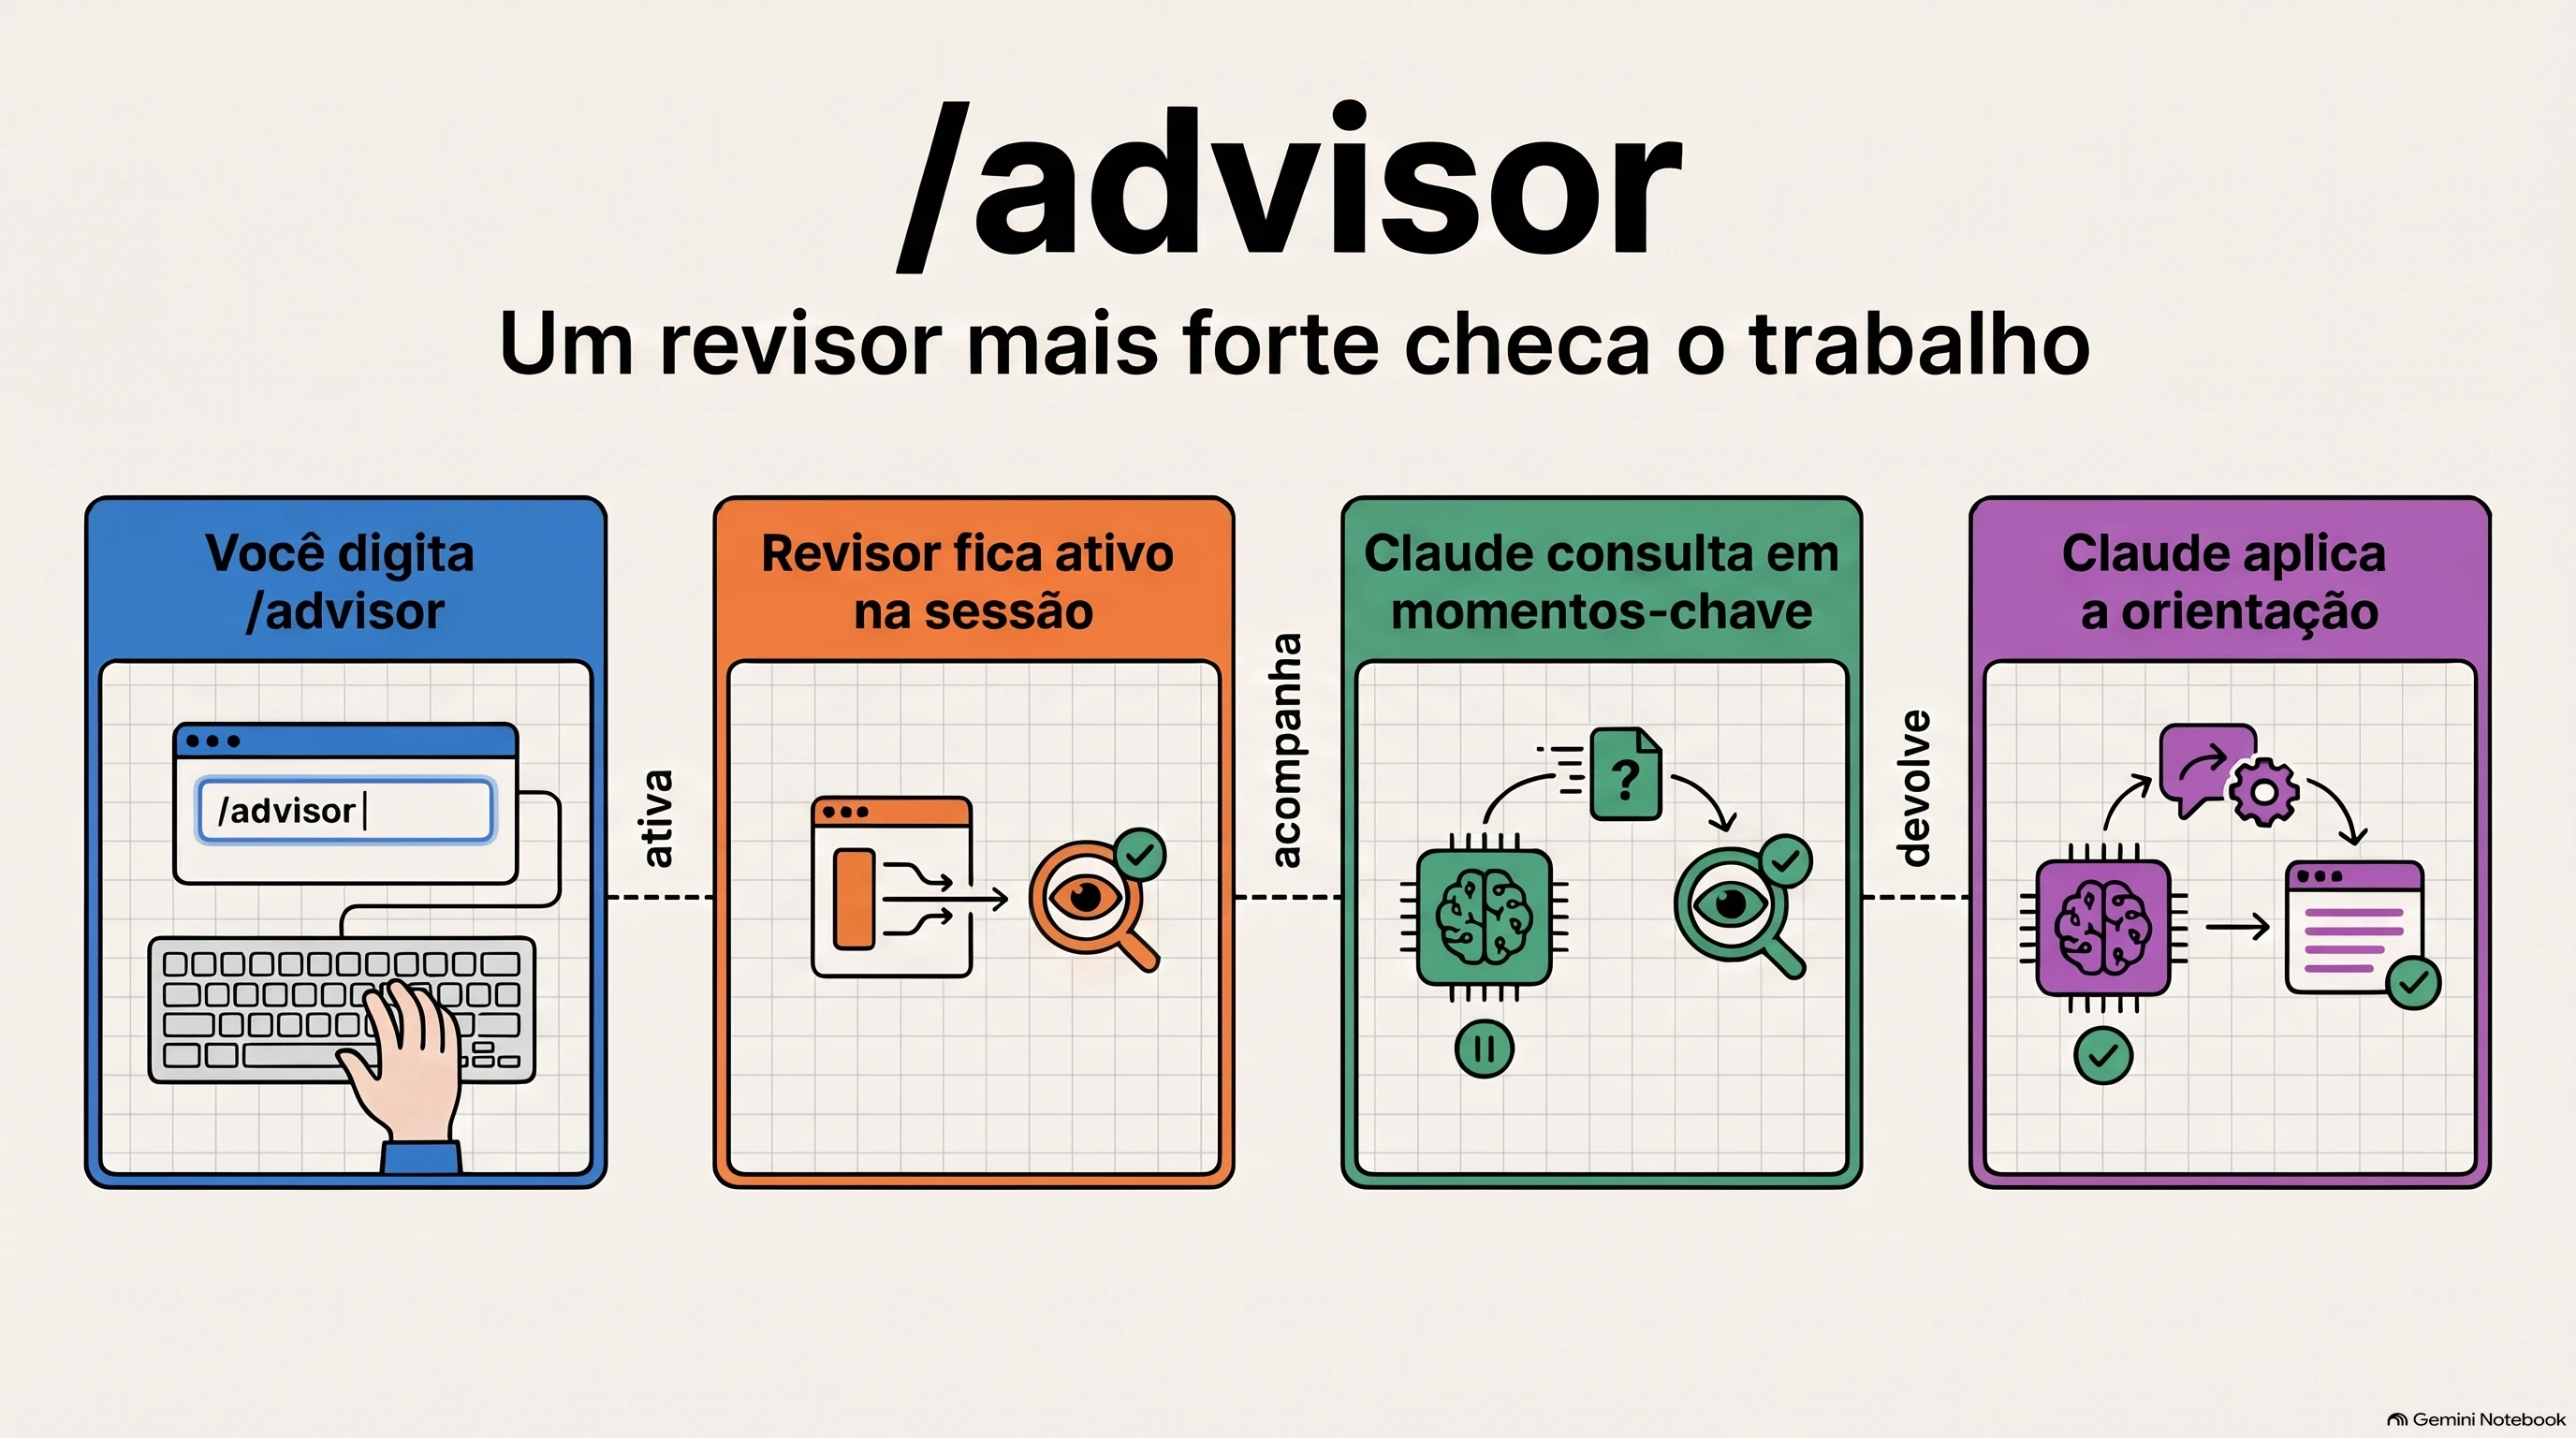 /advisor
Um revisor mais forte checa o trabalho
Você digita
/advisor
/advisor
ativa
Revisor fica ativo
na sessão
acompanha
Claude consulta em
momentos-chave
?
devolve
Claude aplica
a orientação
Gemini Notebook